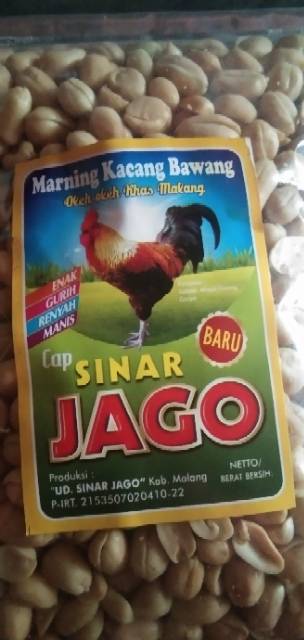 Marning Kacang Bawang
Oleh-oleh Khas Malang
ENAK
GURIH
RENYAH
MANIS
BARU
Cap SINAR
JAGO
Produksi :
"UD. SINAR JAGO" Kab. Malang
P-IRT. 2153507020410-22
NETTO/
BERAT BERSIH.